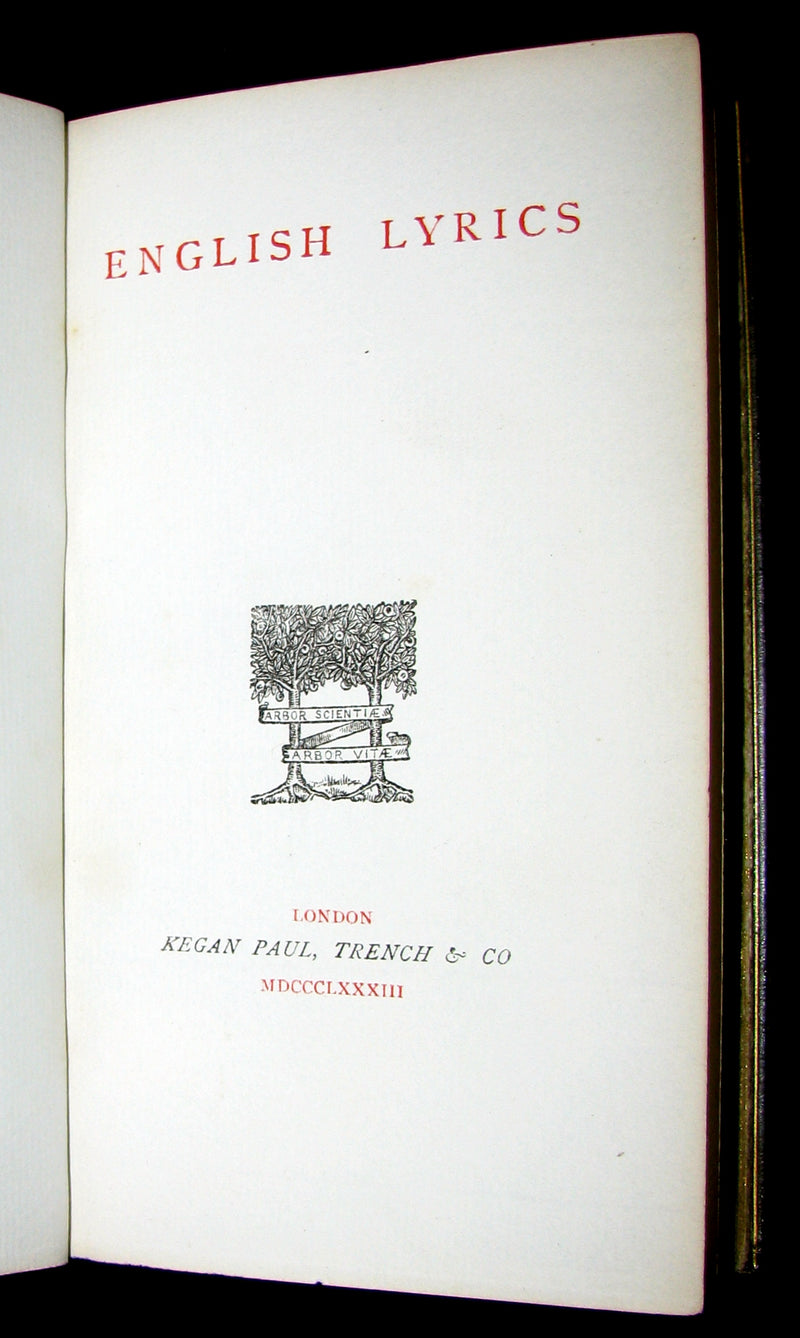 ENGLISH LYRICS
ARBOR SCIENTIÆ
ARBOR VITÆ
LONDON
KEGAN PAUL, TRENCH & CO
MDCCCLXXXIII